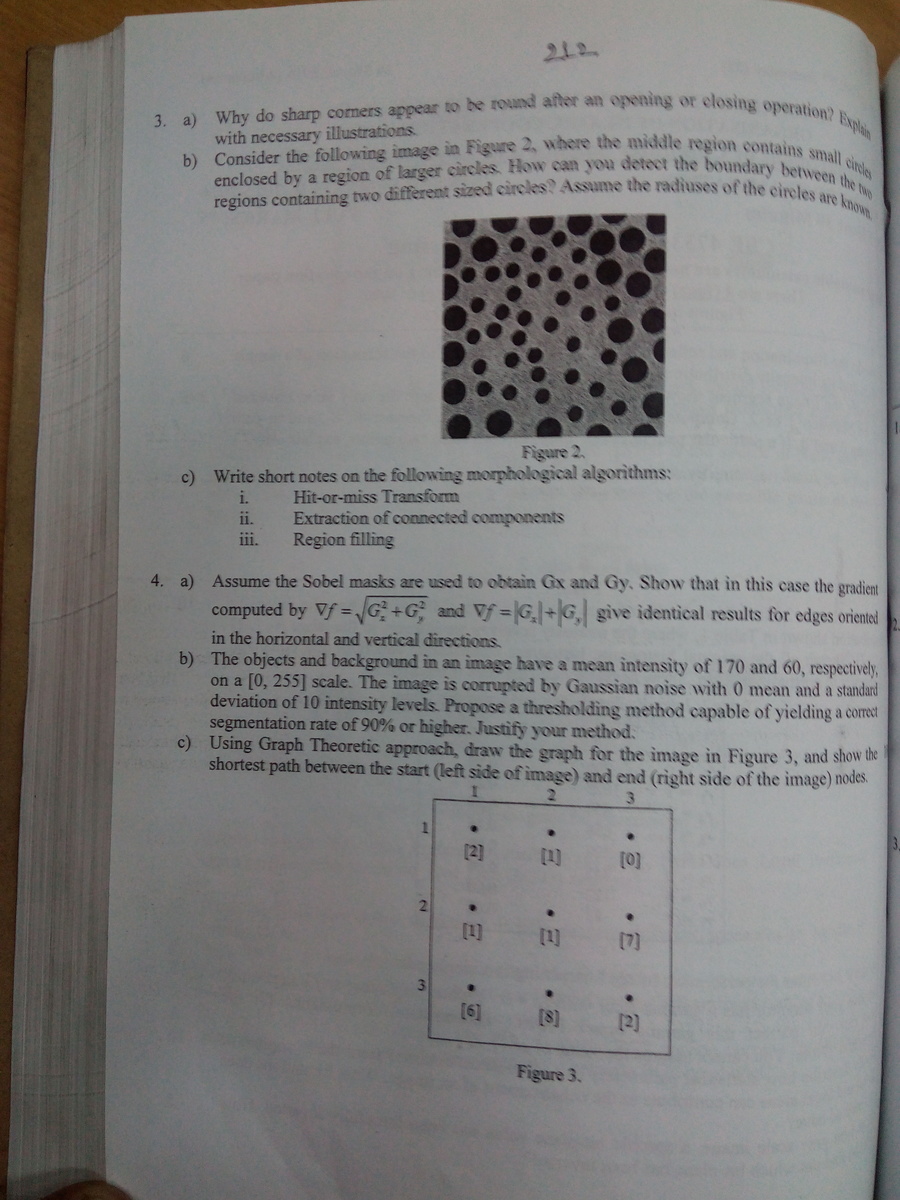 212
3. a) Why do sharp corners appear to be round after an opening or closing operation? Explain
with necessary illustrations.
b) Consider the following image in Figure 2, where the middle region contains small circles
enclosed by a region of larger circles. How can you detect the boundary between the two
regions containing two different sized circles? Assume the radiuses of the circles are known.
Figure 2.
c) Write short notes on the following morphological algorithms:
i. Hit-or-miss Transform
ii. Extraction of connected components
iii. Region filling
4. a) Assume the Sobel masks are used to obtain Gx and Gy. Show that in this case the gradient
computed by ∇f = √(G_x^2 + G_y^2) and ∇f = |G_x| + |G_y| give identical results for edges oriented
in the horizontal and vertical directions.
b) The objects and background in an image have a mean intensity of 170 and 60, respectively,
on a [0, 255] scale. The image is corrupted by Gaussian noise with 0 mean and a standard
deviation of 10 intensity levels. Propose a thresholding method capable of yielding a correct
segmentation rate of 90% or higher. Justify your method.
c) Using Graph Theoretic approach, draw the graph for the image in Figure 3, and show the
shortest path between the start (left side of image) and end (right side of the image) nodes.
1 2 3
1
[2] [1] [0]
2
[1] [1] [7]
3
[6] [8] [2]
Figure 3.
1
2.
3.